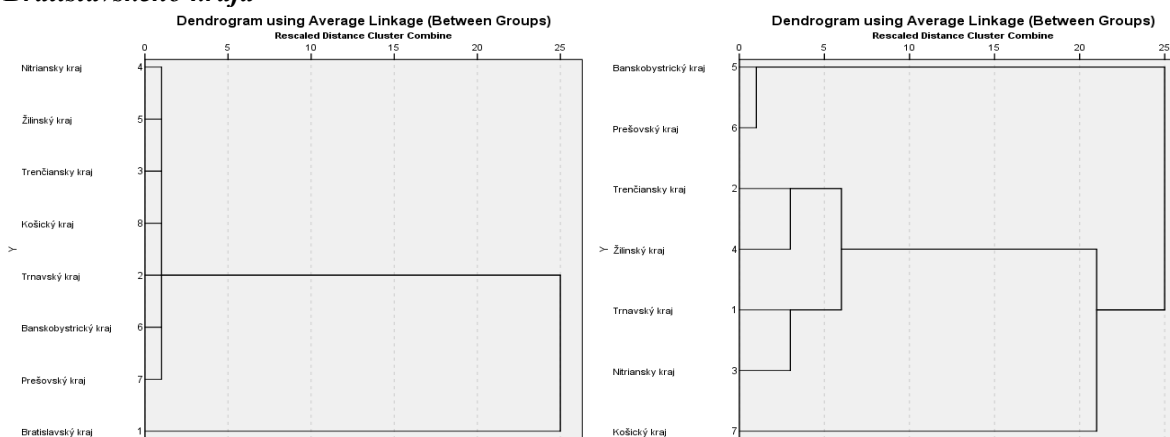 Bratislavského kraja
Dendrogram using Average Linkage (Between Groups)
Rescaled Distance Cluster Combine
0 5 10 15 20 25
Nitriansky kraj 4
Žilinský kraj 5
Trenčiansky kraj 3
Košický kraj 8
Y
Trnavský kraj 2
Banskobystrický kraj 6
Prešovský kraj 7
Bratislavský kraj 1
Dendrogram using Average Linkage (Between Groups)
Rescaled Distance Cluster Combine
0 5 10 15 20 25
Banskobystrický kraj 5
Prešovský kraj 6
Trenčiansky kraj 2
Y Žilinský kraj 4
Trnavský kraj 1
Nitriansky kraj 3
Košický kraj 7